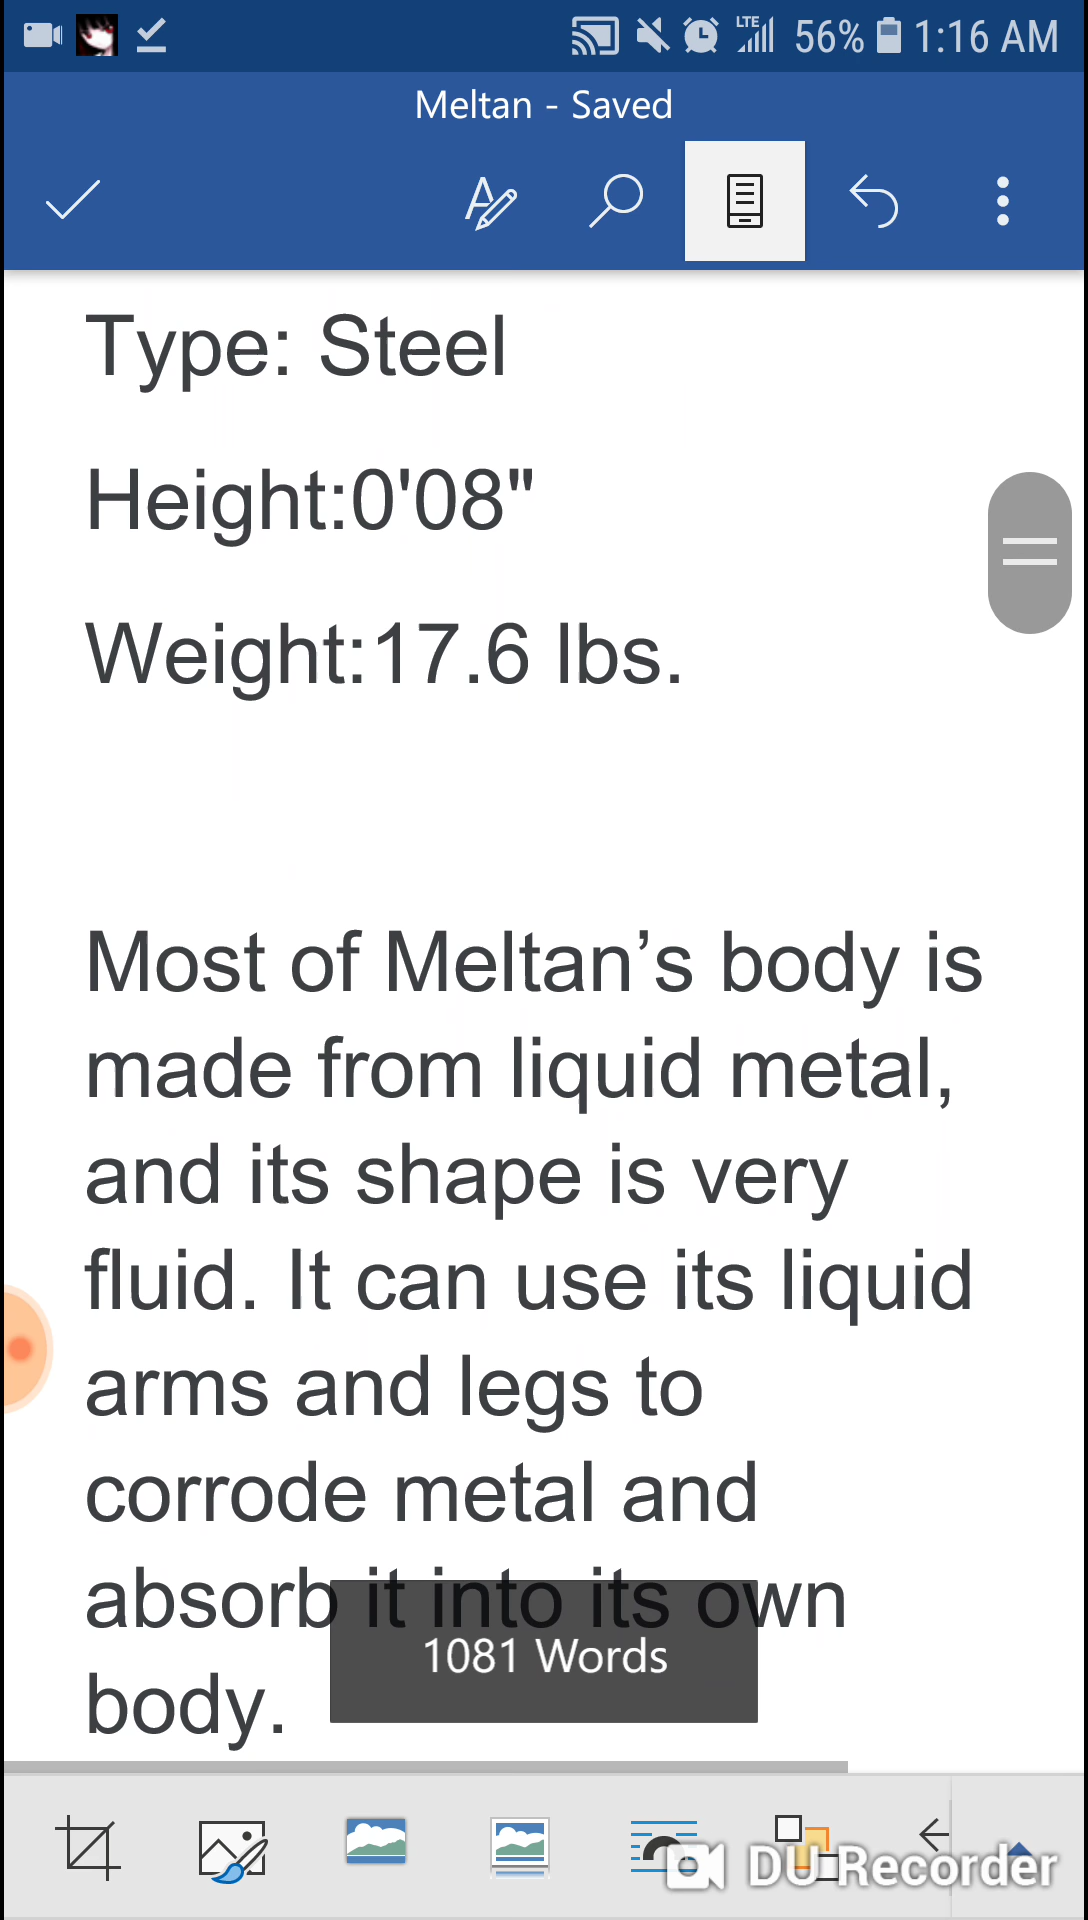 LTE 56% 1:16 AM
Meltan - Saved
Type: Steel
Height:0'08"
Weight:17.6 lbs.
Most of Meltan’s body is
made from liquid metal,
and its shape is very
fluid. It can use its liquid
arms and legs to
corrode metal and
absorb it into its own
body.
1081 Words
DU Recorder